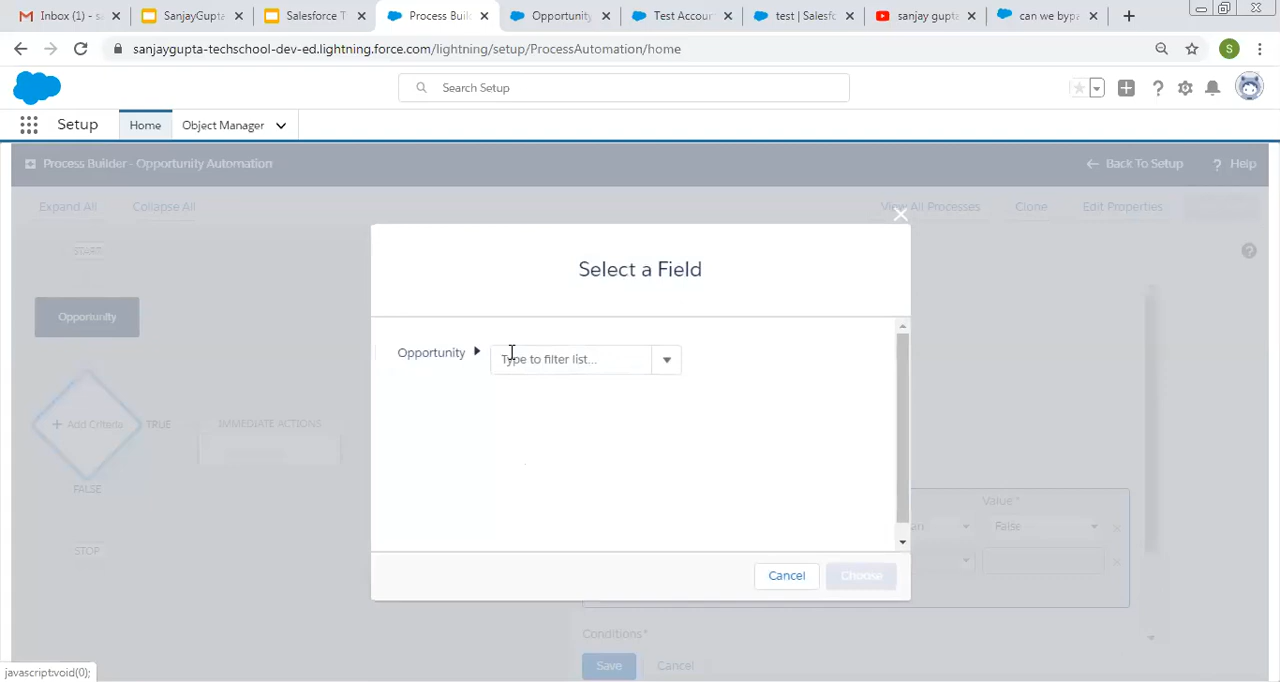 Inbox (1) - s
SanjayGupta
Salesforce T
Process Buil
Opportunity
Test Accour
test | Salesfo
sanjay gupta
can we bypa
sanjaygupta-techschool-dev-ed.lightning.force.com/lightning/setup/ProcessAutomation/home
S
Search Setup
Setup
Home
Object Manager
Process Builder - Opportunity Automation
Back To Setup
? Help
Expand All
Collapse All
View All Processes
Clone
Edit Properties
START
Select a Field
Opportunity
Opportunity
Type to filter list...
+ Add Criteria
TRUE
IMMEDIATE ACTIONS
FALSE
Value*
False
STOP
Cancel
Choose
Conditions*
Save
Cancel
javascript:void(0);